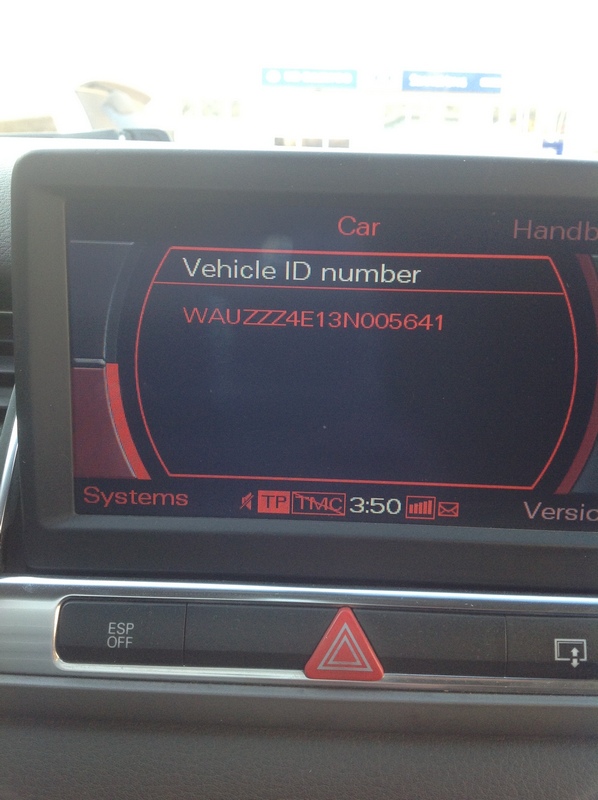 Car
Handb
Vehicle ID number
WAUZZZ4E13N005641
Systems
TP TMC 3:50
Versic
ESP
OFF